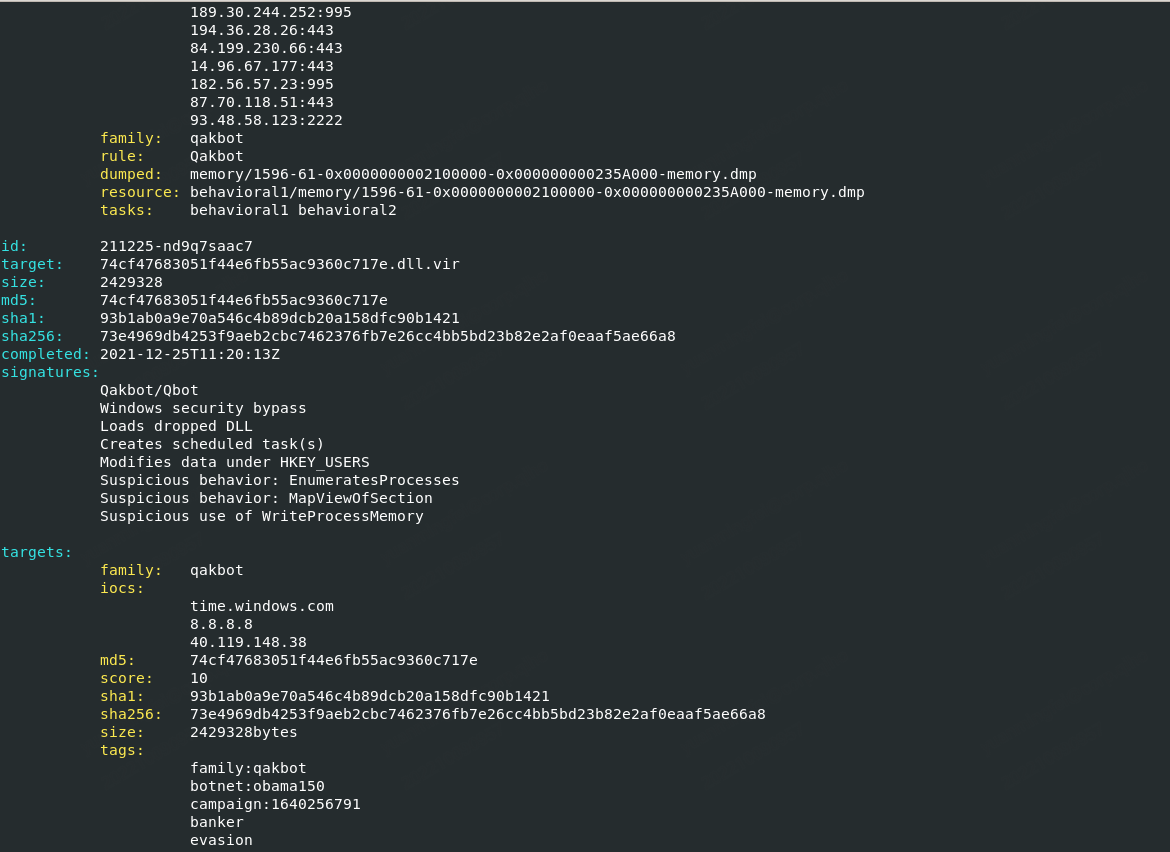 189.30.244.252:995
194.36.28.26:443
84.199.230.66:443
14.96.67.177:443
182.56.57.23:995
87.70.118.51:443
93.48.58.123:2222
family: qakbot
rule: Qakbot
dumped: memory/1596-61-0x0000000002100000-0x000000000235A000-memory.dmp
resource: behavioral1/memory/1596-61-0x0000000002100000-0x000000000235A000-memory.dmp
tasks: behavioral1 behavioral2
id: 211225-nd9q7saac7
target: 74cf47683051f44e6fb55ac9360c717e.dll.vir
size: 2429328
md5: 74cf47683051f44e6fb55ac9360c717e
sha1: 93b1ab0a9e70a546c4b89dcb20a158dfc90b1421
sha256: 73e4969db4253f9aeb2cbc7462376fb7e26cc4bb5bd23b82e2af0eaaf5ae66a8
completed: 2021-12-25T11:20:13Z
signatures:
Qakbot/Qbot
Windows security bypass
Loads dropped DLL
Creates scheduled task(s)
Modifies data under HKEY_USERS
Suspicious behavior: EnumeratesProcesses
Suspicious behavior: MapViewOfSection
Suspicious use of WriteProcessMemory
targets:
family: qakbot
iocs:
time.windows.com
8.8.8.8
40.119.148.38
md5: 74cf47683051f44e6fb55ac9360c717e
score: 10
sha1: 93b1ab0a9e70a546c4b89dcb20a158dfc90b1421
sha256: 73e4969db4253f9aeb2cbc7462376fb7e26cc4bb5bd23b82e2af0eaaf5ae66a8
size: 2429328bytes
tags:
family:qakbot
botnet:obama150
campaign:1640256791
banker
evasion